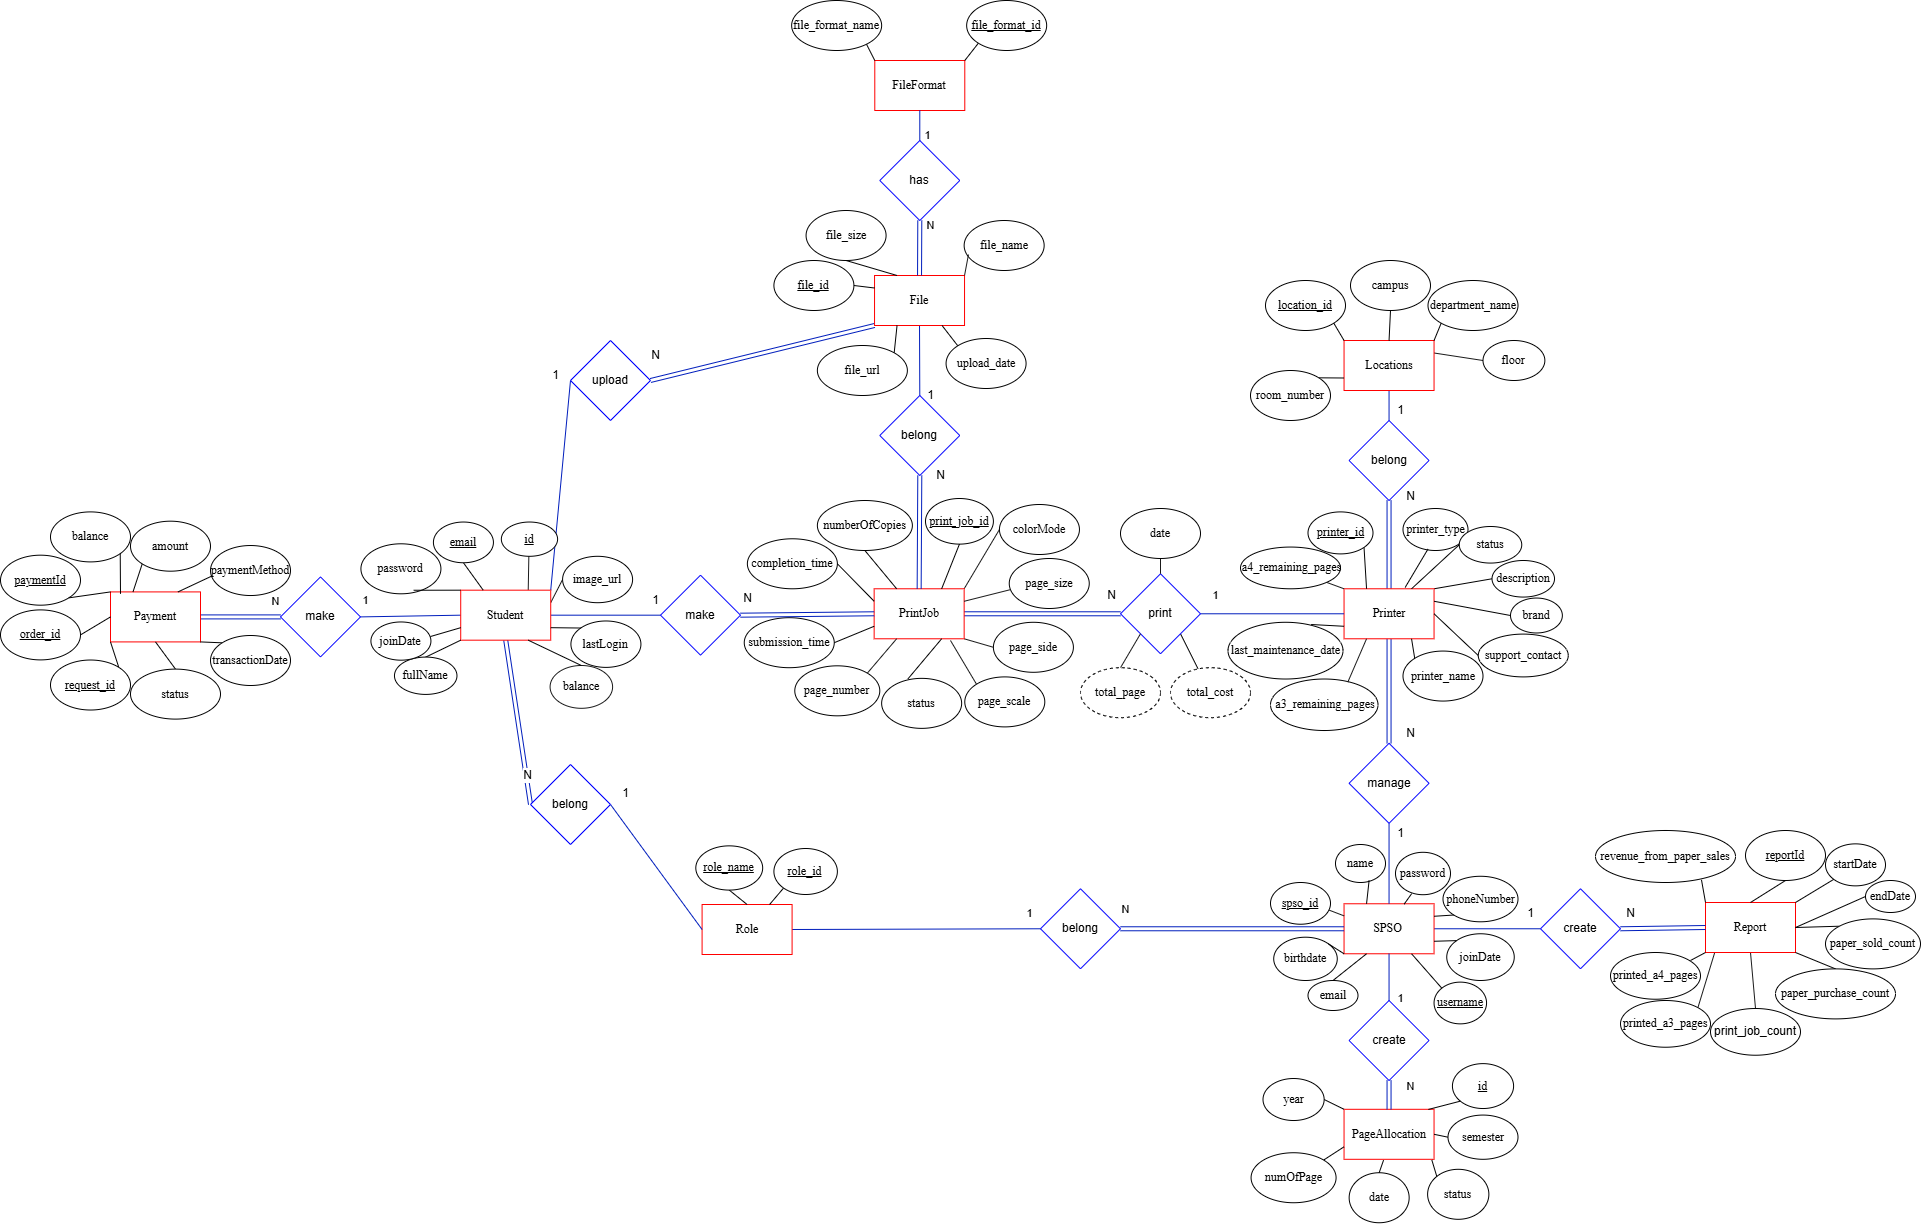 file_format_name
file_format_id
FileFormat
1
has
N
file_size
file_name
file_id
File
file_url
upload_date
1
upload
N
1
belong
N
location_id
campus
department_name
Locations
floor
room_number
1
belong
N
balance
amount
paymentId
paymentMethod
Payment
order_id
request_id
status
transactionDate
N
make
1
password
email
id
image_url
Student
joinDate
fullName
lastLogin
balance
1
make
N
numberOfCopies
print_job_id
colorMode
completion_time
page_size
PrintJob
submission_time
page_side
page_number
status
page_scale
N
date
print
1
total_page
total_cost
printer_id
printer_type
status
a4_remaining_pages
description
Printer
brand
last_maintenance_date
support_contact
printer_name
a3_remaining_pages
N
manage
1
N
belong
1
role_name
role_id
Role
1
belong
N
name
password
spso_id
phoneNumber
SPSO
birthdate
joinDate
email
username
1
create
N
revenue_from_paper_sales
reportId
startDate
endDate
Report
paper_sold_count
printed_a4_pages
paper_purchase_count
printed_a3_pages
print_job_count
1
create
N
year
id
PageAllocation
semester
numOfPage
date
status